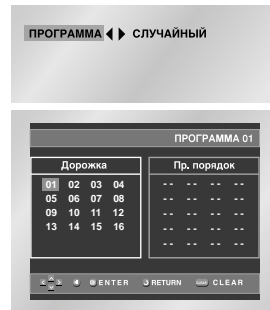 ПРОГРАММА СЛУЧАЙНЫЙ
ПРОГРАММА 01
Дорожка Пр. порядок
01 02 03 04 -- -- -- --
05 06 07 08 -- -- -- --
09 10 11 12 -- -- -- --
13 14 15 16 -- -- -- --
-- -- -- --
ENTER RETURN CLEAR